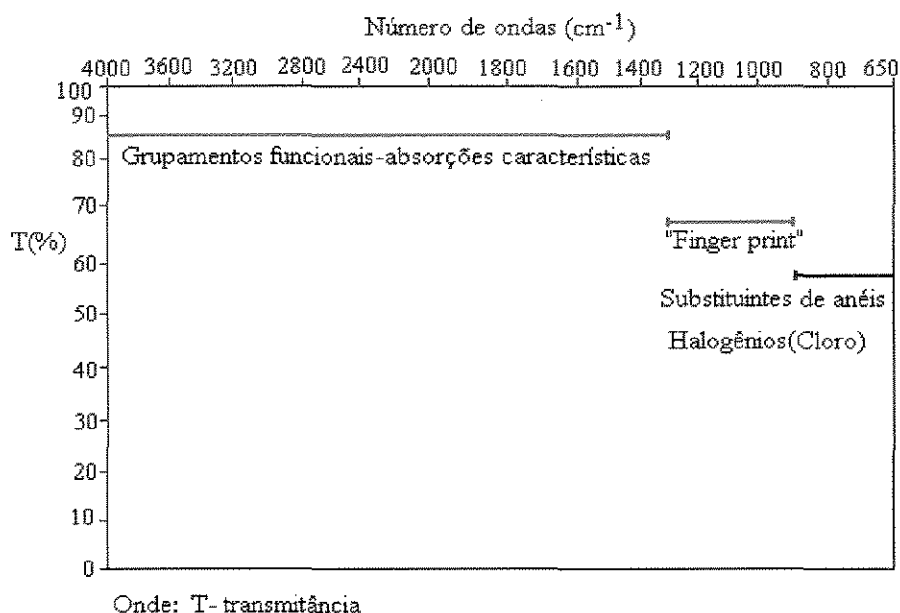 Número de ondas (cm-1)
4000 3600 3200 2800 2400 2000 1800 1600 1400 1200 1000 800 650
100
90
Grupamentos funcionais-absorções características
80
70
"Finger print"
T(%)
60
Substituintes de anéis
50
Halogênios(Cloro)
40
30
20
10
0
Onde: T- transmitância